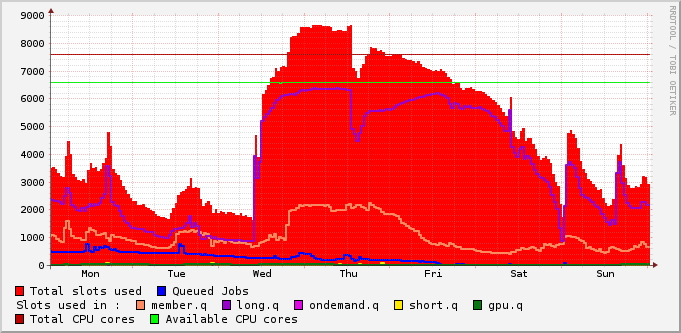 RRDTOOL / TOBI OETIKER
9000
8000
7000
6000
5000
4000
3000
2000
1000
0
Mon Tue Wed Thu Fri Sat Sun
Total slots used Queued Jobs
Slots used in : member.q long.q ondemand.q short.q gpu.q
Total CPU cores Available CPU cores